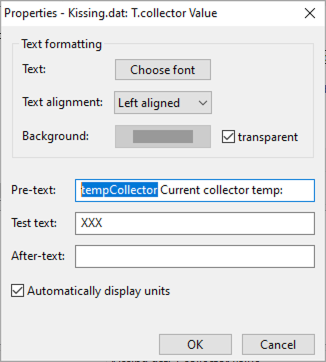 Properties - Kissing.dat: T.collector Value
Text formatting
Text: Choose font
Text alignment: Left aligned
Background: transparent
Pre-text: tempCollector Current collector temp:
Test text: XXX
After-text:
Automatically display units
OK Cancel